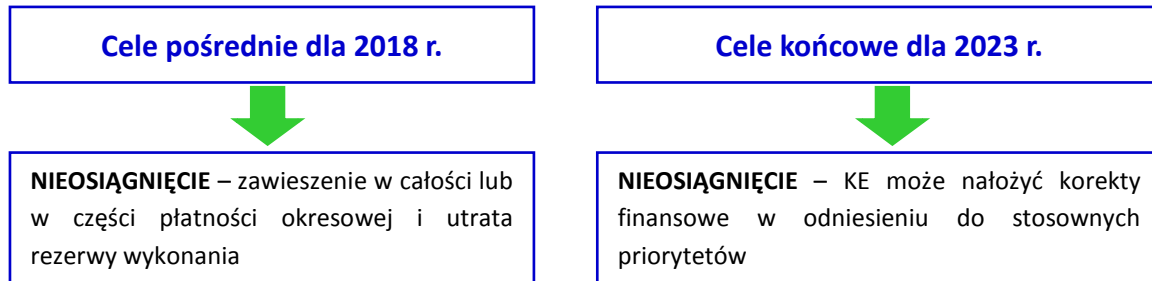 Cele pośrednie dla 2018 r.
NIEOSIĄGNIĘCIE – zawieszenie w całości lub
w części płatności okresowej i utrata
rezerwy wykonania
Cele końcowe dla 2023 r.
NIEOSIĄGNIĘCIE – KE może nałożyć korekty
finansowe w odniesieniu do stosownych
priorytetów